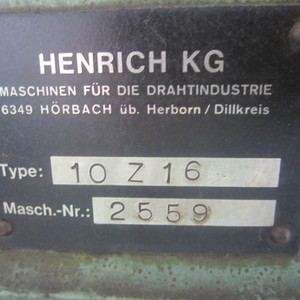 HENRICH KG
MASCHINEN FÜR DIE DRAHTINDUSTRIE
6349 HÖRBACH üb. Herborn/Dillkreis
Type: 10 Z 16
Masch.-Nr.: 2559